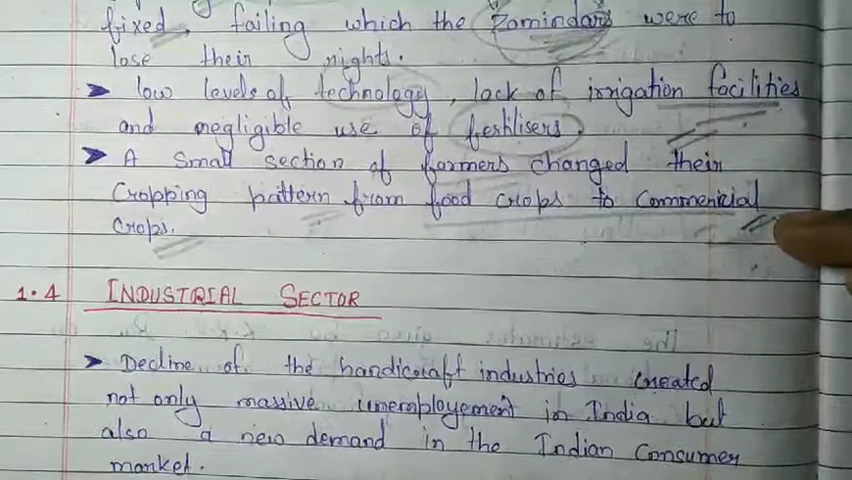 fixed, failing which the Zamindars were to
lose their rights.
➤ low levels of technology, lack of irrigation facilities
and negligible use of fertilisers.
➤ A small section of farmers changed their
Cropping pattern from food crops to Commericial
Crops.
1.4 INDUSTRIAL SECTOR
➤ Decline of the handicraft industries created
not only massive unemployement in India but
also a new demand in the Indian Consumer
market.